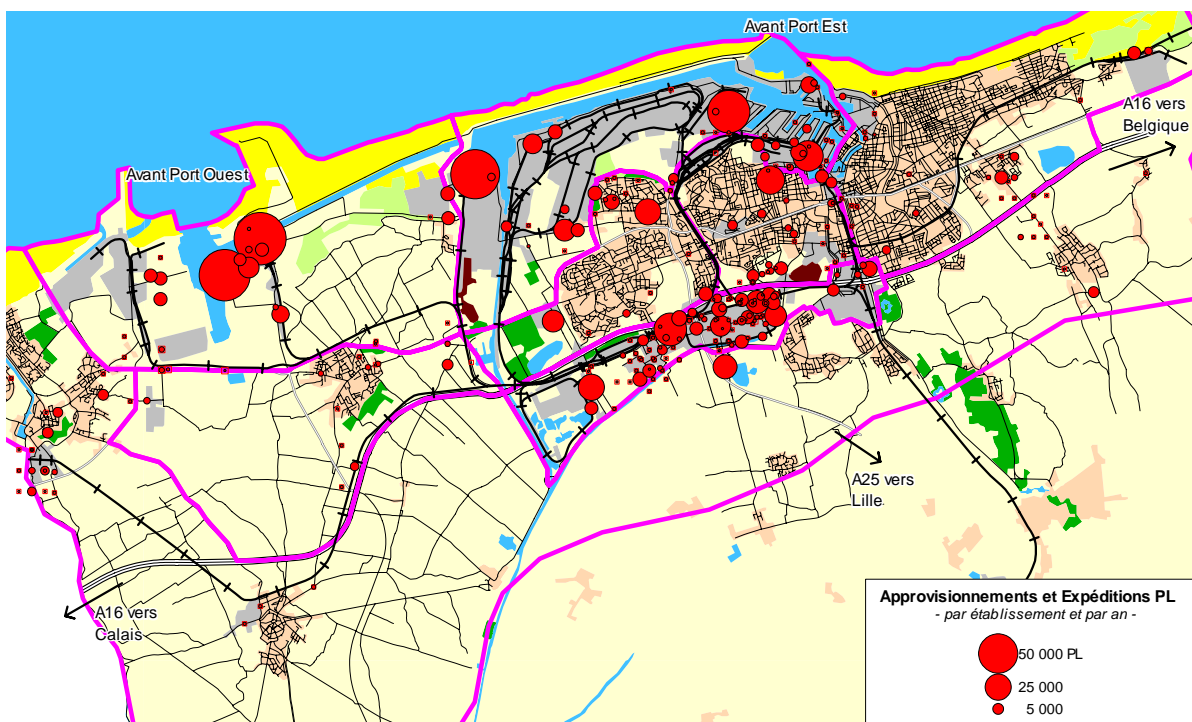 Avant Port Est
A16 vers
Belgique
Avant Port Ouest
A25 vers
Lille
A16 vers
Calais
Approvisionnements et Expéditions PL
- par établissement et par an -
50 000 PL
25 000
5 000